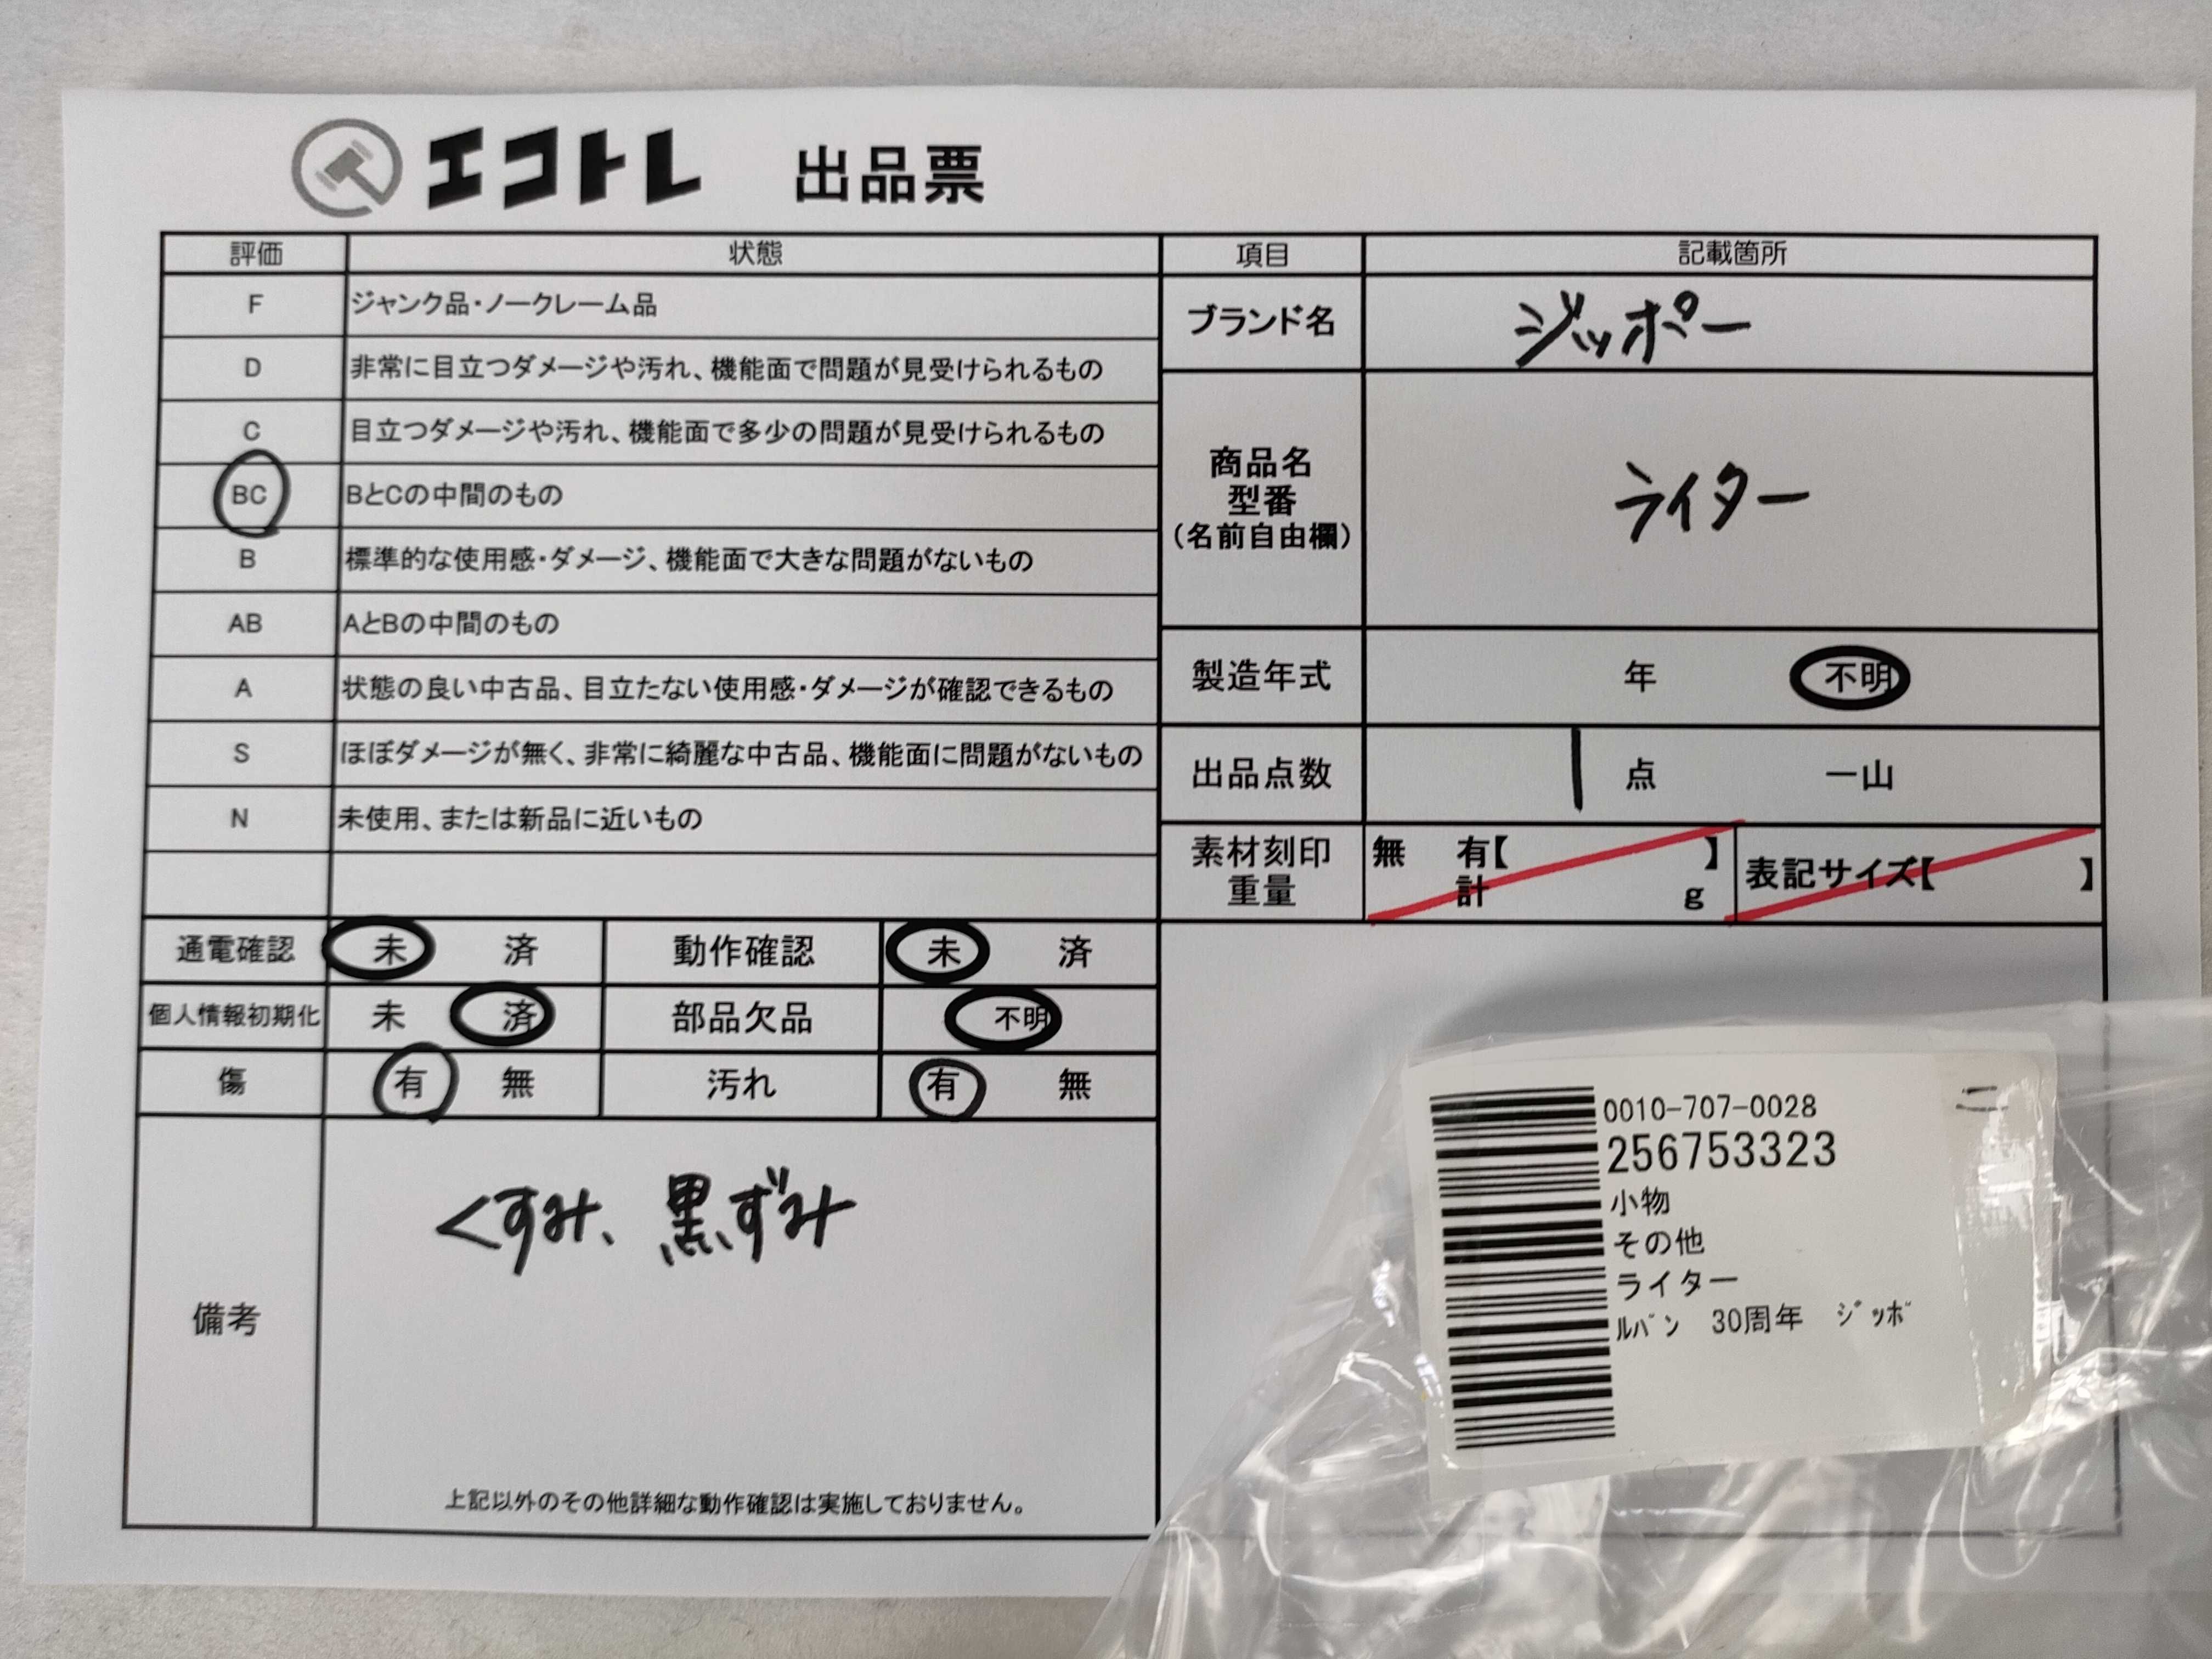 エコトレ 出品票
評価 状態
F ジャンク品・ノークレーム品
D 非常に目立つダメージや汚れ、機能面で問題が見受けられるもの
C 目立つダメージや汚れ、機能面で多少の問題が見受けられるもの
BC BとCの中間のもの
B 標準的な使用感・ダメージ、機能面で大きな問題がないもの
AB AとBの中間のもの
A 状態の良い中古品、目立たない使用感・ダメージが確認できるもの
S ほぼダメージが無く、非常に綺麗な中古品、機能面に問題がないもの
N 未使用、または新品に近いもの
項目 記載箇所
ブランド名 ジッポー
商品名
型番
(名前自由欄)
ライター
製造年式 年 不明
出品点数 1 点 一山
素材刻印
重量
無 有【 】
計 g
表記サイズ【 】
通電確認 未 済 動作確認 未 済
個人情報初期化 未 済 部品欠品 不明
傷 有 無 汚れ 有 無
備考
くすみ、黒ずみ
上記以外のその他詳細な動作確認は実施しておりません。
0010-707-0028
256753323
小物
その他
ライター
ﾙﾊﾟﾝ 30周年 ｼﾞｯﾎﾟ